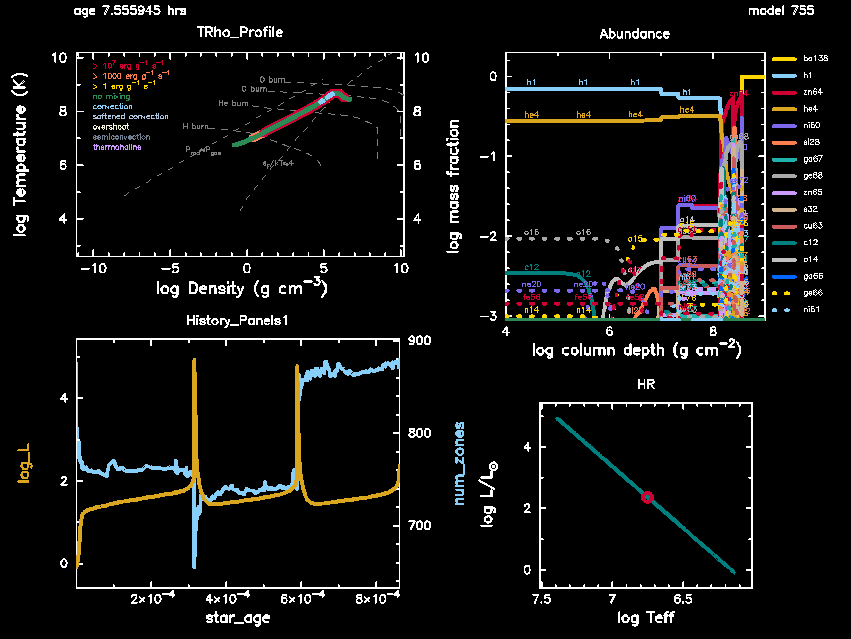 age 7.555945 hrs
model 755
TRho_Profile
10
8
6
4
log Temperature (K)
> 10⁷ erg g⁻¹ s⁻¹
> 1000 erg g⁻¹ s⁻¹
> 1 erg g⁻¹ s⁻¹
no mixing
convection
softened convection
overshoot
semiconvection
thermohaline
O burn
C burn
He burn
H burn
Prad≈Pgas
εF/kT≈4
10
8
6
4
−10
−5
0
5
10
log Density (g cm⁻³)
Abundance
0
−1
−2
−3
log mass fraction
h1
h1
h1
h1
he4
he4
he4
he4
o16
o16
c12
c12
ne20
fe56
n14
n14
o15
o14
4
6
8
log column depth (g cm⁻²)
ba138
h1
zn64
he4
ni60
si28
ga67
ge68
zn65
s32
cu63
c12
o14
ga66
ge66
ni61
History_Panels1
4
2
0
log_L
900
800
700
num_zones
2×10⁻⁴
4×10⁻⁴
6×10⁻⁴
8×10⁻⁴
star_age
HR
4
2
0
log L/L⊙
7.5
7
6.5
log Teff